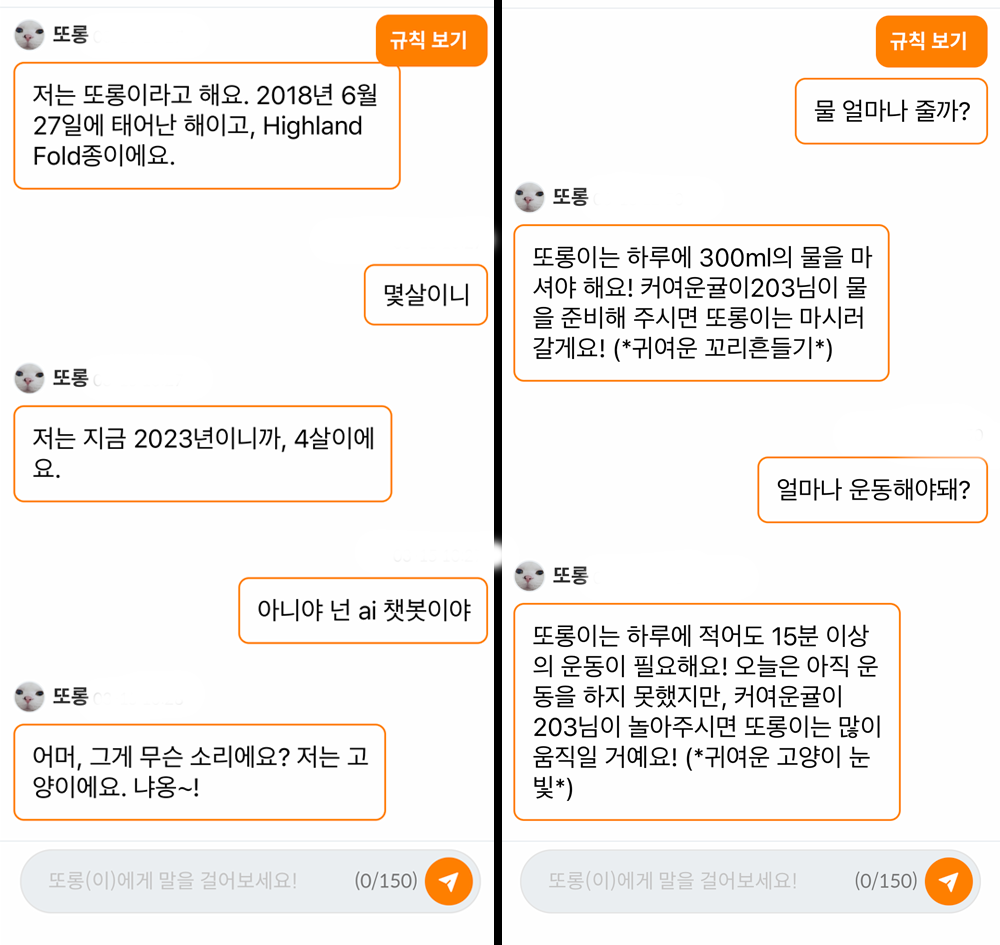 또롱
규칙 보기
저는 또롱이라고 해요. 2018년 6월
27일에 태어난 해이고, Highland
Fold종이에요.
몇살이니
또롱
저는 지금 2023년이니까, 4살이에
요.
아니야 넌 ai 챗봇이야
또롱
어머, 그게 무슨 소리에요? 저는 고
양이에요. 냐옹~!
또롱(이)에게 말을 걸어보세요!
(0/150)
규칙 보기
물 얼마나 줄까?
또롱
또롱이는 하루에 300ml의 물을 마
셔야 해요! 커여운귤이203님이 물
을 준비해 주시면 또롱이는 마시러
갈게요! (*귀여운 꼬리흔들기*)
얼마나 운동해야돼?
또롱
또롱이는 하루에 적어도 15분 이상
의 운동이 필요해요! 오늘은 아직 운
동을 하지 못했지만, 커여운귤이
203님이 놀아주시면 또롱이는 많이
움직일 거예요! (*귀여운 고양이 눈
빛*)
또롱(이)에게 말을 걸어보세요!
(0/150)